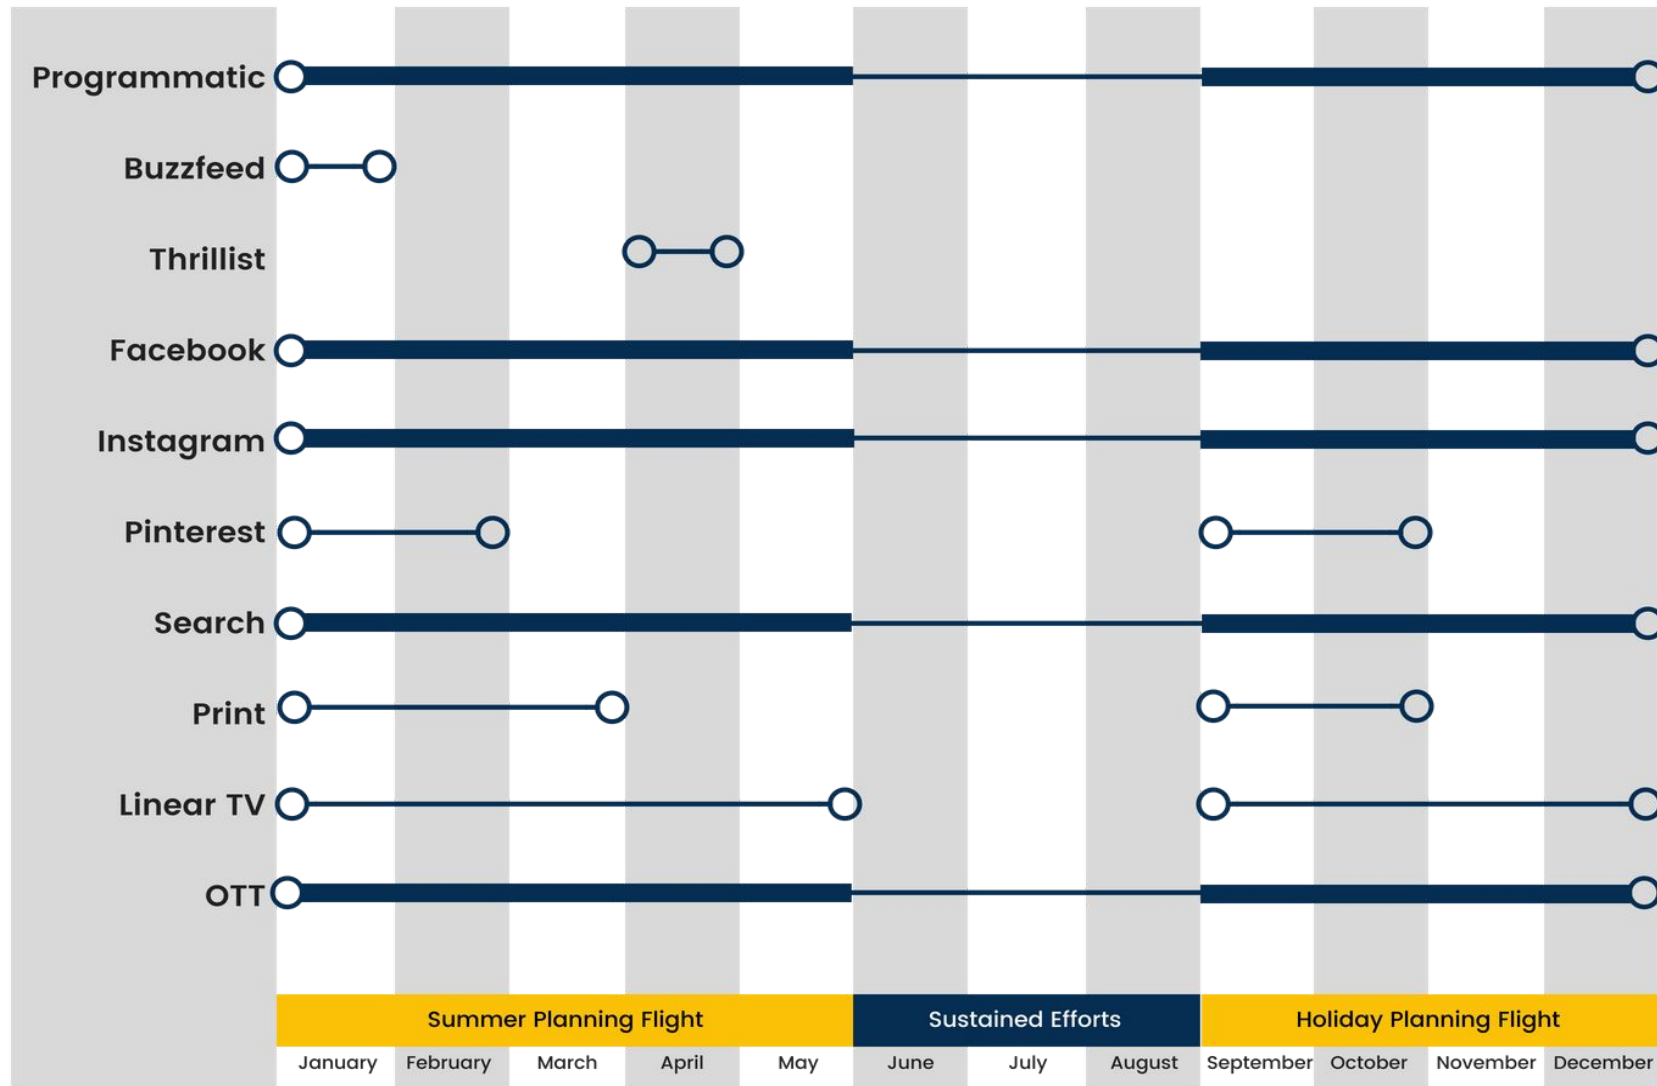 Programmatic
Buzzfeed
Thrillist
Facebook
Instagram
Pinterest
Search
Print
Linear TV
OTT
Summer Planning Flight Sustained Efforts Holiday Planning Flight
January February March April May June July August September October November December